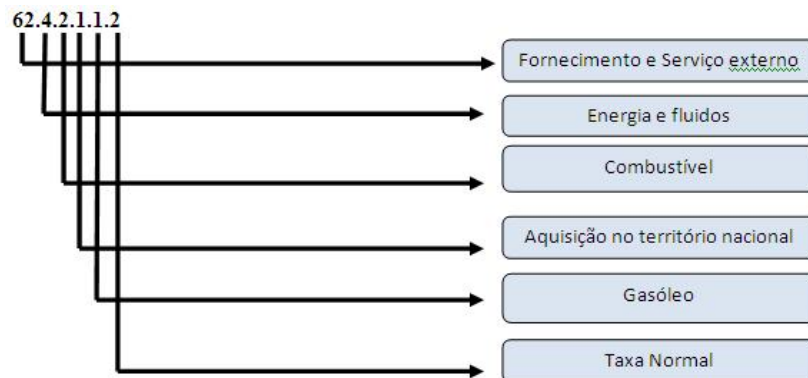 62.4.2.1.1.2
Fornecimento e Serviço externo
Energia e fluidos
Combustível
Aquisição no território nacional
Gasóleo
Taxa Normal